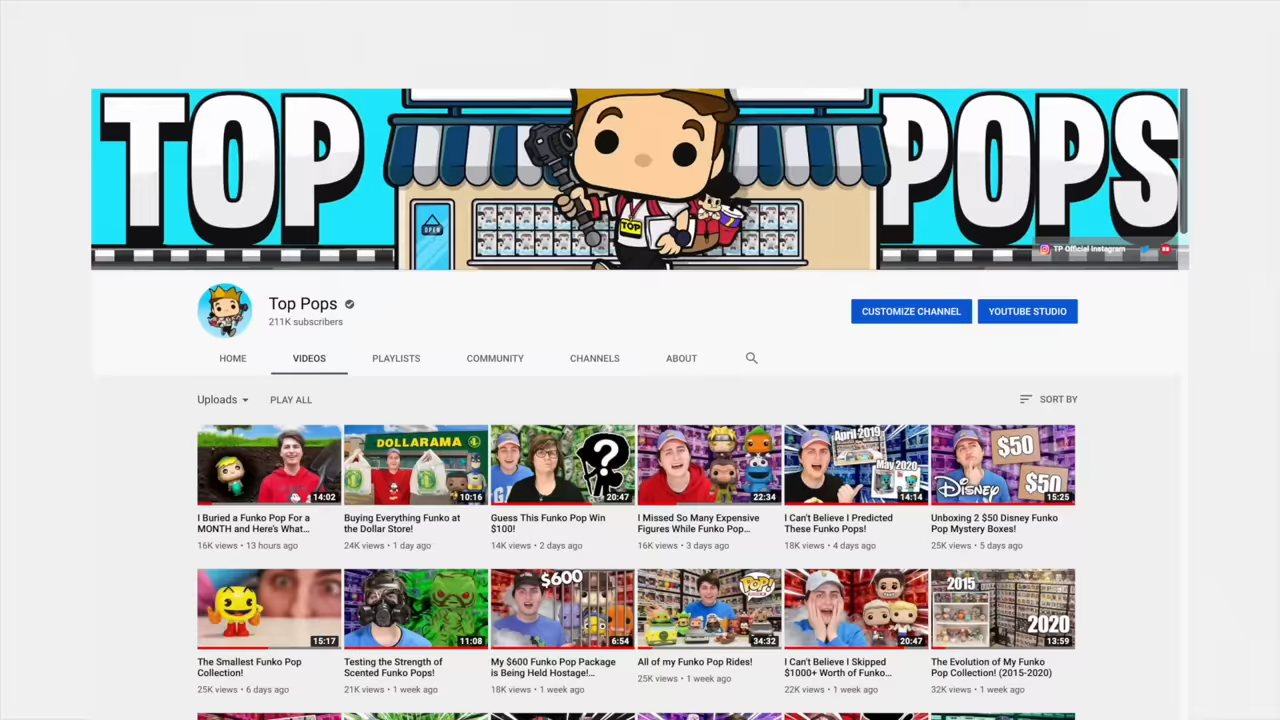 TOP POPS
OPEN
TOP
TP Official Instagram
Top Pops
211K subscribers
CUSTOMIZE CHANNEL
YOUTUBE STUDIO
HOME VIDEOS PLAYLISTS COMMUNITY CHANNELS ABOUT
Uploads PLAY ALL SORT BY
14:02
DOLLARAMA
10:16
20:47
22:34
April 2019
May 2020
14:14
$50
$50
Disney
15:25
I Buried a Funko Pop For a
MONTH and Here's What...
16K views • 13 hours ago
Buying Everything Funko at
the Dollar Store!
24K views • 1 day ago
Guess This Funko Pop Win
$100!
14K views • 2 days ago
I Missed So Many Expensive
Figures While Funko Pop...
16K views • 3 days ago
I Can't Believe I Predicted
These Funko Pops!
18K views • 4 days ago
Unboxing 2 $50 Disney Funko
Pop Mystery Boxes!
25K views • 5 days ago
15:17
11:08
$600
6:54
POP!
34:32
20:47
2015
2020
13:59
The Smallest Funko Pop
Collection!
25K views • 6 days ago
Testing the Strength of
Scented Funko Pops!
21K views • 1 week ago
My $600 Funko Pop Package
is Being Held Hostage!...
18K views • 1 week ago
All of my Funko Pop Rides!
25K views • 1 week ago
I Can't Believe I Skipped
$1000+ Worth of Funko...
22K views • 1 week ago
The Evolution of My Funko
Pop Collection! (2015-2020)
32K views • 1 week ago